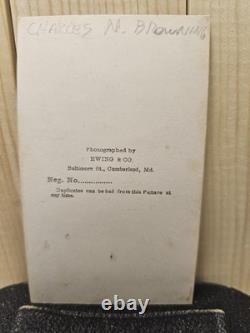 CHARLES N. BROWNING
Photographed by
EWING & CO.
Baltimore St., Cumberland, Md.
Neg. No...............
Duplicates can be had from this Picture at
any time.